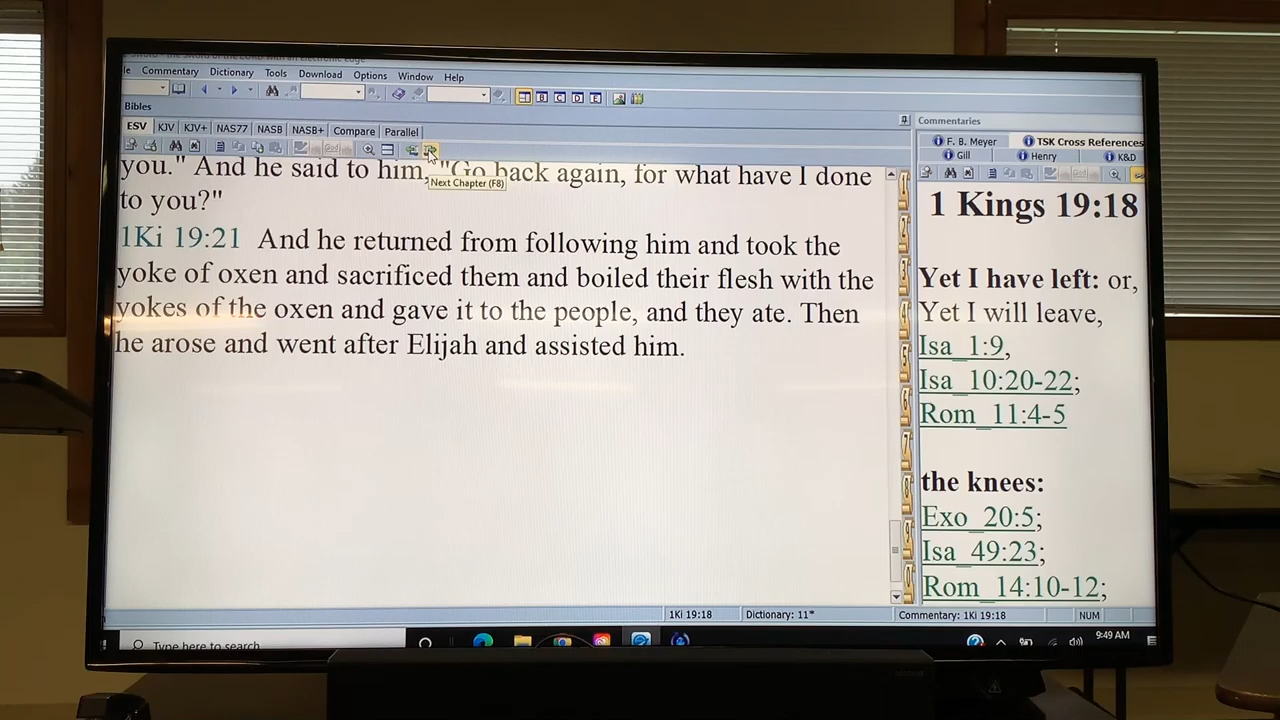 le Commentary Dictionary Tools Download Options Window Help
Bibles
ESV KJV KJV+ NAS77 NASB NASB+ Compare Parallel
you." And he said to him, "Go back again, for what have I done
Next Chapter (F8)
to you?"
1Ki 19:21 And he returned from following him and took the
yoke of oxen and sacrificed them and boiled their flesh with the
yokes of the oxen and gave it to the people, and they ate. Then
he arose and went after Elijah and assisted him.
Commentaries
F. B. Meyer TSK Cross References
Gill Henry K&D
1 Kings 19:18
Yet I have left: or,
Yet I will leave,
Isa_1:9,
Isa_10:20-22;
Rom_11:4-5
the knees:
Exo_20:5;
Isa_49:23;
Rom_14:10-12;
1Ki 19:18 Dictionary: 11* Commentary: 1Ki 19:18 NUM
Type here to search
9:49 AM